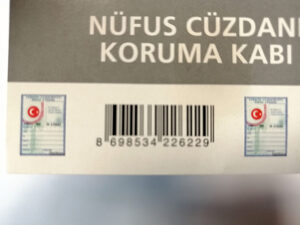 NÜFUS CÜZDANI
KORUMA KABI
8 698534 226229